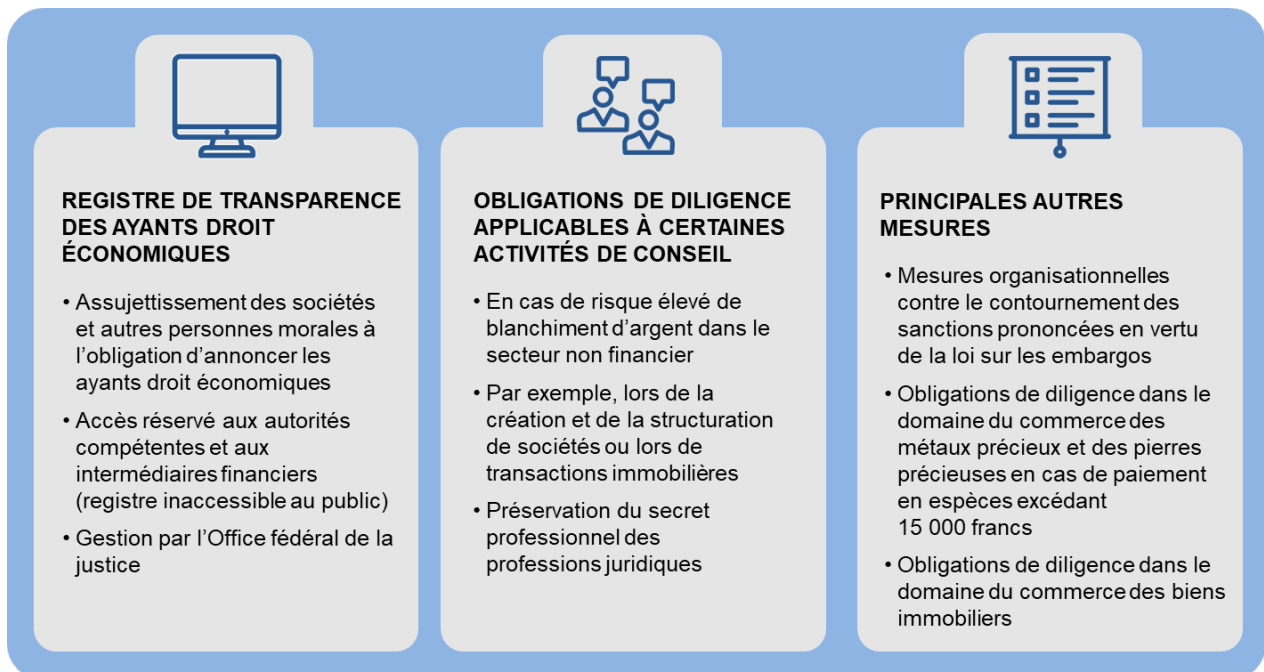 REGISTRE DE TRANSPARENCE
DES AYANTS DROIT
ÉCONOMIQUES
• Assujettissement des sociétés
et autres personnes morales à
l’obligation d’annoncer les
ayants droit économiques
• Accès réservé aux autorités
compétentes et aux
intermédiaires financiers
(registre inaccessible au public)
• Gestion par l’Office fédéral de la
justice
OBLIGATIONS DE DILIGENCE
APPLICABLES À CERTAINES
ACTIVITÉS DE CONSEIL
• En cas de risque élevé de
blanchiment d’argent dans le
secteur non financier
• Par exemple, lors de la
création et de la structuration
de sociétés ou lors de
transactions immobilières
• Préservation du secret
professionnel des
professions juridiques
PRINCIPALES AUTRES
MESURES
• Mesures organisationnelles
contre le contournement des
sanctions prononcées en vertu
de la loi sur les embargos
• Obligations de diligence dans le
domaine du commerce des
métaux précieux et des pierres
précieuses en cas de paiement
en espèces excédant
15 000 francs
• Obligations de diligence dans le
domaine du commerce des biens
immobiliers